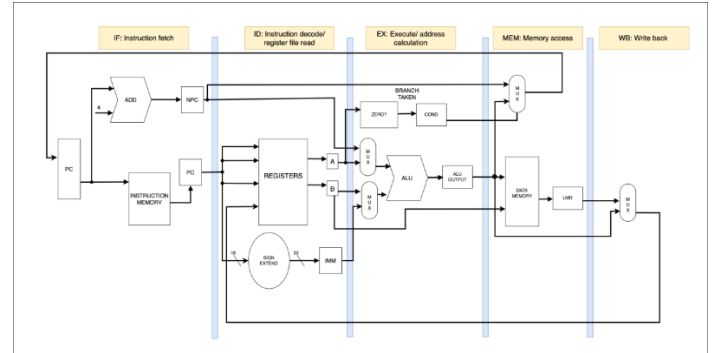 IF: Instruction fetch
ID: Instruction decode/
register file read
EX: Execute/ address
calculation
MEM: Memory access
WB: Write back
BRANCH
TAKEN
ADD
NPC
4
ZERO?
COND
M
U
X
PC
INSTRUCTION
MEMORY
PC
REGISTERS
A
B
M
U
X
M
U
X
ALU
ALU
OUTPUT
DATA
MEMORY
LMD
M
U
X
16
SIGN
EXTEND
32
IMM